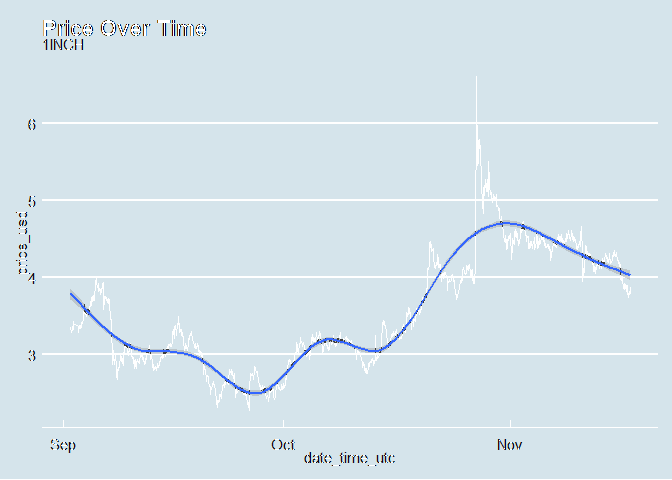 Price Over Time
1INCH
6
5
4
3
price_usd
Sep Oct Nov
date_time_utc